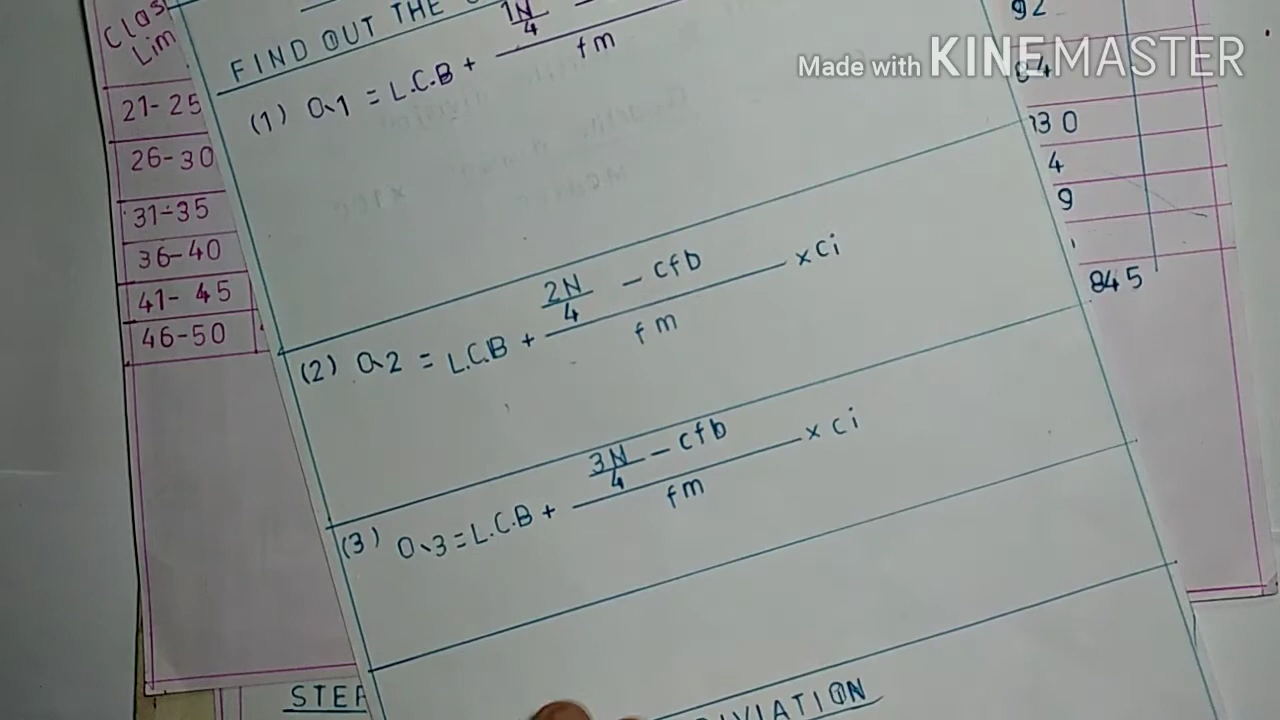 Made with KINEMASTER
FIND OUT THE
(1) Q1 = L.C.B + 1N/4 / fm
(2) Q2 = L.C.B + 2N/4 - cfb / fm × Ci
(3) Q3 = L.C.B + 3N/4 - cfb / fm × Ci
Clas
Lim
21-25
26-30
31-35
36-40
41-45
46-50
92
84
30
4
9
845
STEP
VIATION